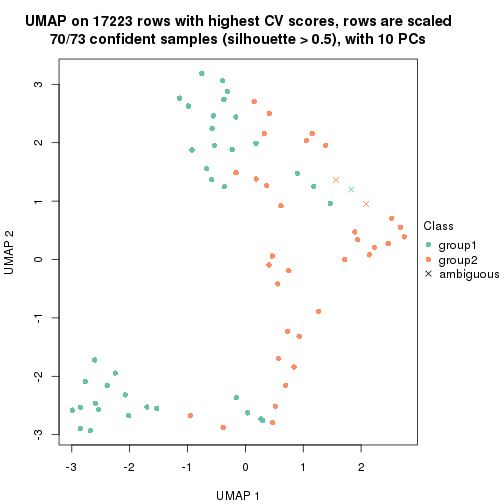 UMAP on 17223 rows with highest CV scores, rows are scaled
70/73 confident samples (silhouette > 0.5), with 10 PCs
3
2
1
0
-1
-2
-3
UMAP 2
-3
-2
-1
0
1
2
UMAP 1
Class
group1
group2
ambiguous